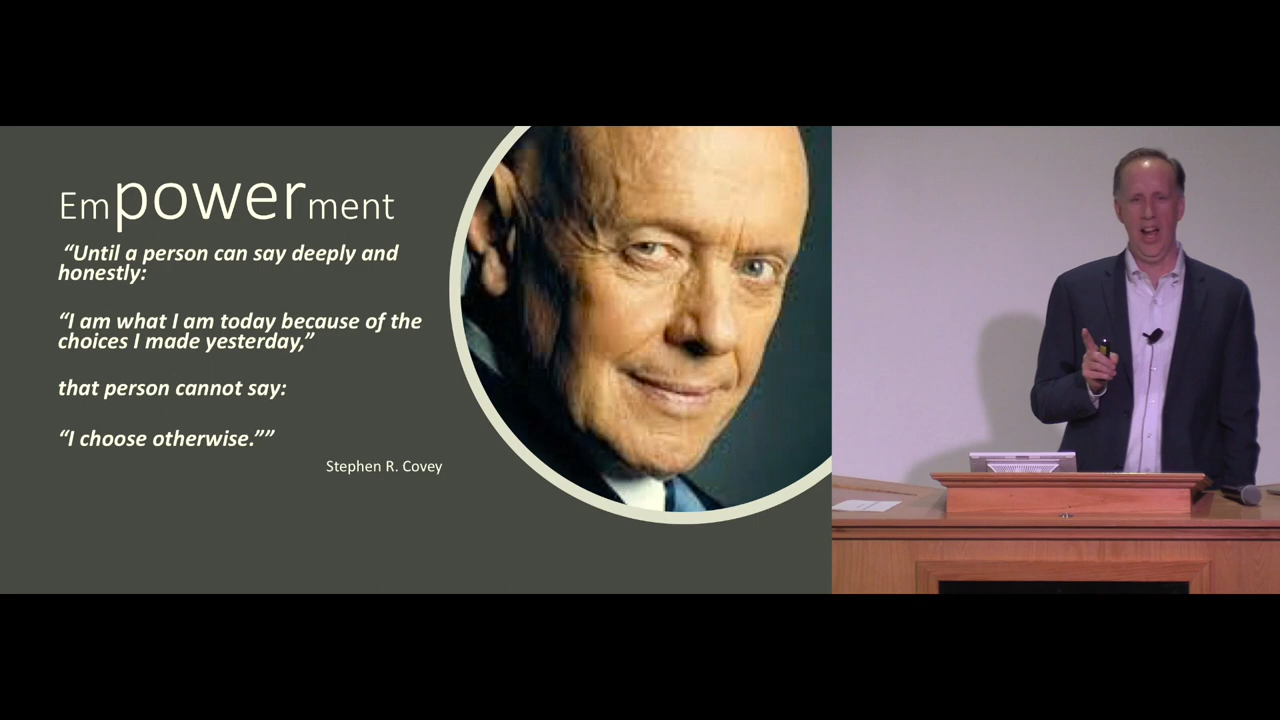 Empowerment
“Until a person can say deeply and
honestly:
“I am what I am today because of the
choices I made yesterday,”
that person cannot say:
“I choose otherwise.””
Stephen R. Covey